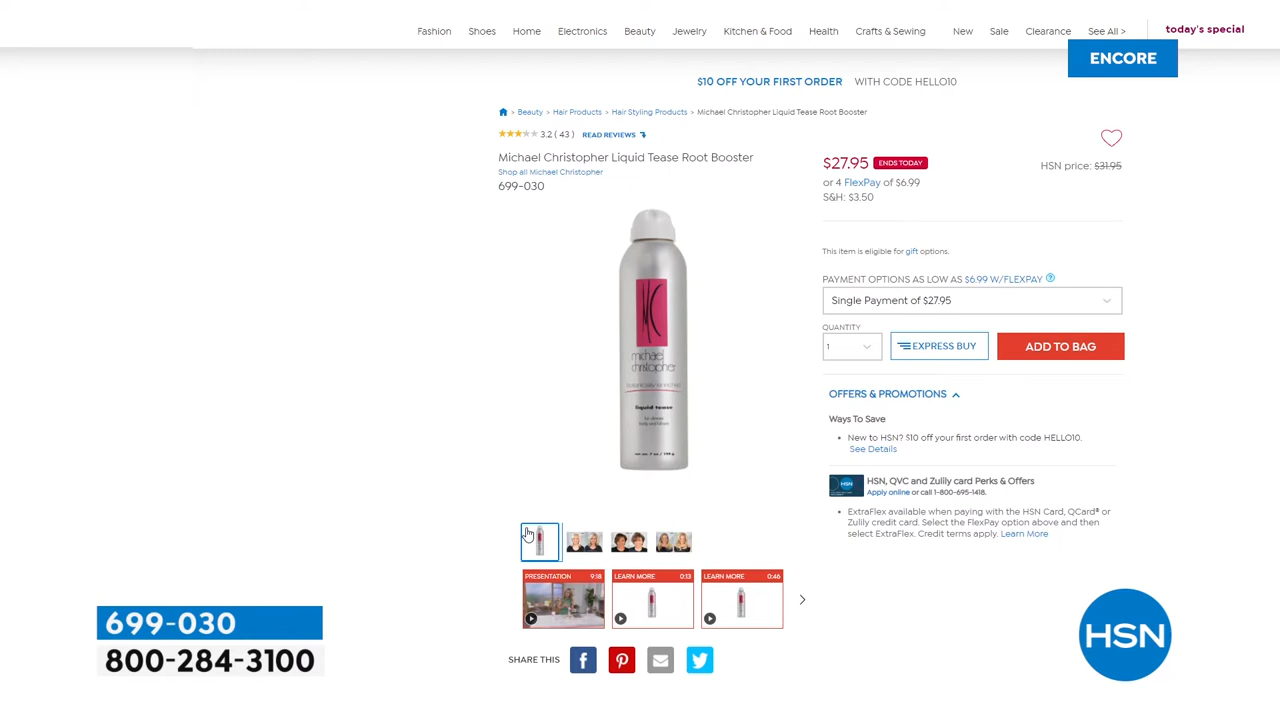 Fashion Shoes Home Electronics Beauty Jewelry Kitchen & Food Health Crafts & Sewing New Sale Clearance See All > today's special
ENCORE
$10 OFF YOUR FIRST ORDER WITH CODE HELLO10
> Beauty > Hair Products > Hair Styling Products > Michael Christopher Liquid Tease Root Booster
3.2 ( 43 ) READ REVIEWS
Michael Christopher Liquid Tease Root Booster
Shop all Michael Christopher
699-030
$27.95 ENDS TODAY HSN price: $31.95
or 4 FlexPay of $6.99
S&H: $3.50
This item is eligible for gift options.
PAYMENT OPTIONS AS LOW AS $6.99 W/FLEXPAY ?
Single Payment of $27.95
QUANTITY
1 EXPRESS BUY ADD TO BAG
OFFERS & PROMOTIONS
Ways To Save
• New to HSN? $10 off your first order with code HELLO10.
See Details
HSN
HSN, QVC and Zulily card Perks & Offers
Apply online or call 1-800-695-1418.
• ExtraFlex available when paying with the HSN Card, QCard® or
Zulily credit card. Select the FlexPay option above and then
select ExtraFlex. Credit terms apply. Learn More
MC
michael
christopher
botanically enriched
liquid tease
PRESENTATION 9:18 LEARN MORE 0:13 LEARN MORE 0:46
SHARE THIS
699-030
800-284-3100
HSN